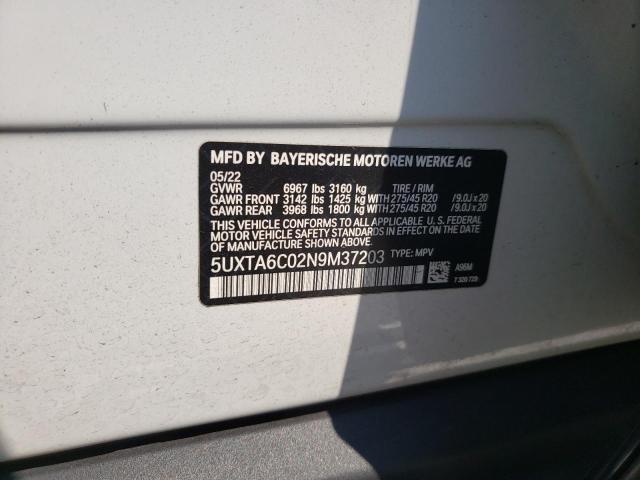 MFD BY BAYERISCHE MOTOREN WERKE AG
05/22
GVWR 6967 lbs 3160 kg TIRE / RIM
GAWR FRONT 3142 lbs 1425 kg WITH 275/45 R20 /9.0J x 20
GAWR REAR 3968 lbs 1800 kg WITH 275/45 R20 /9.0J x 20
THIS VEHICLE CONFORMS TO ALL APPLICABLE U.S. FEDERAL
MOTOR VEHICLE SAFETY STANDARDS IN EFFECT ON THE DATE OF
MANUFACTURE SHOWN ABOVE.
5UXTA6C02N9M37203 TYPE: MPV
A96M